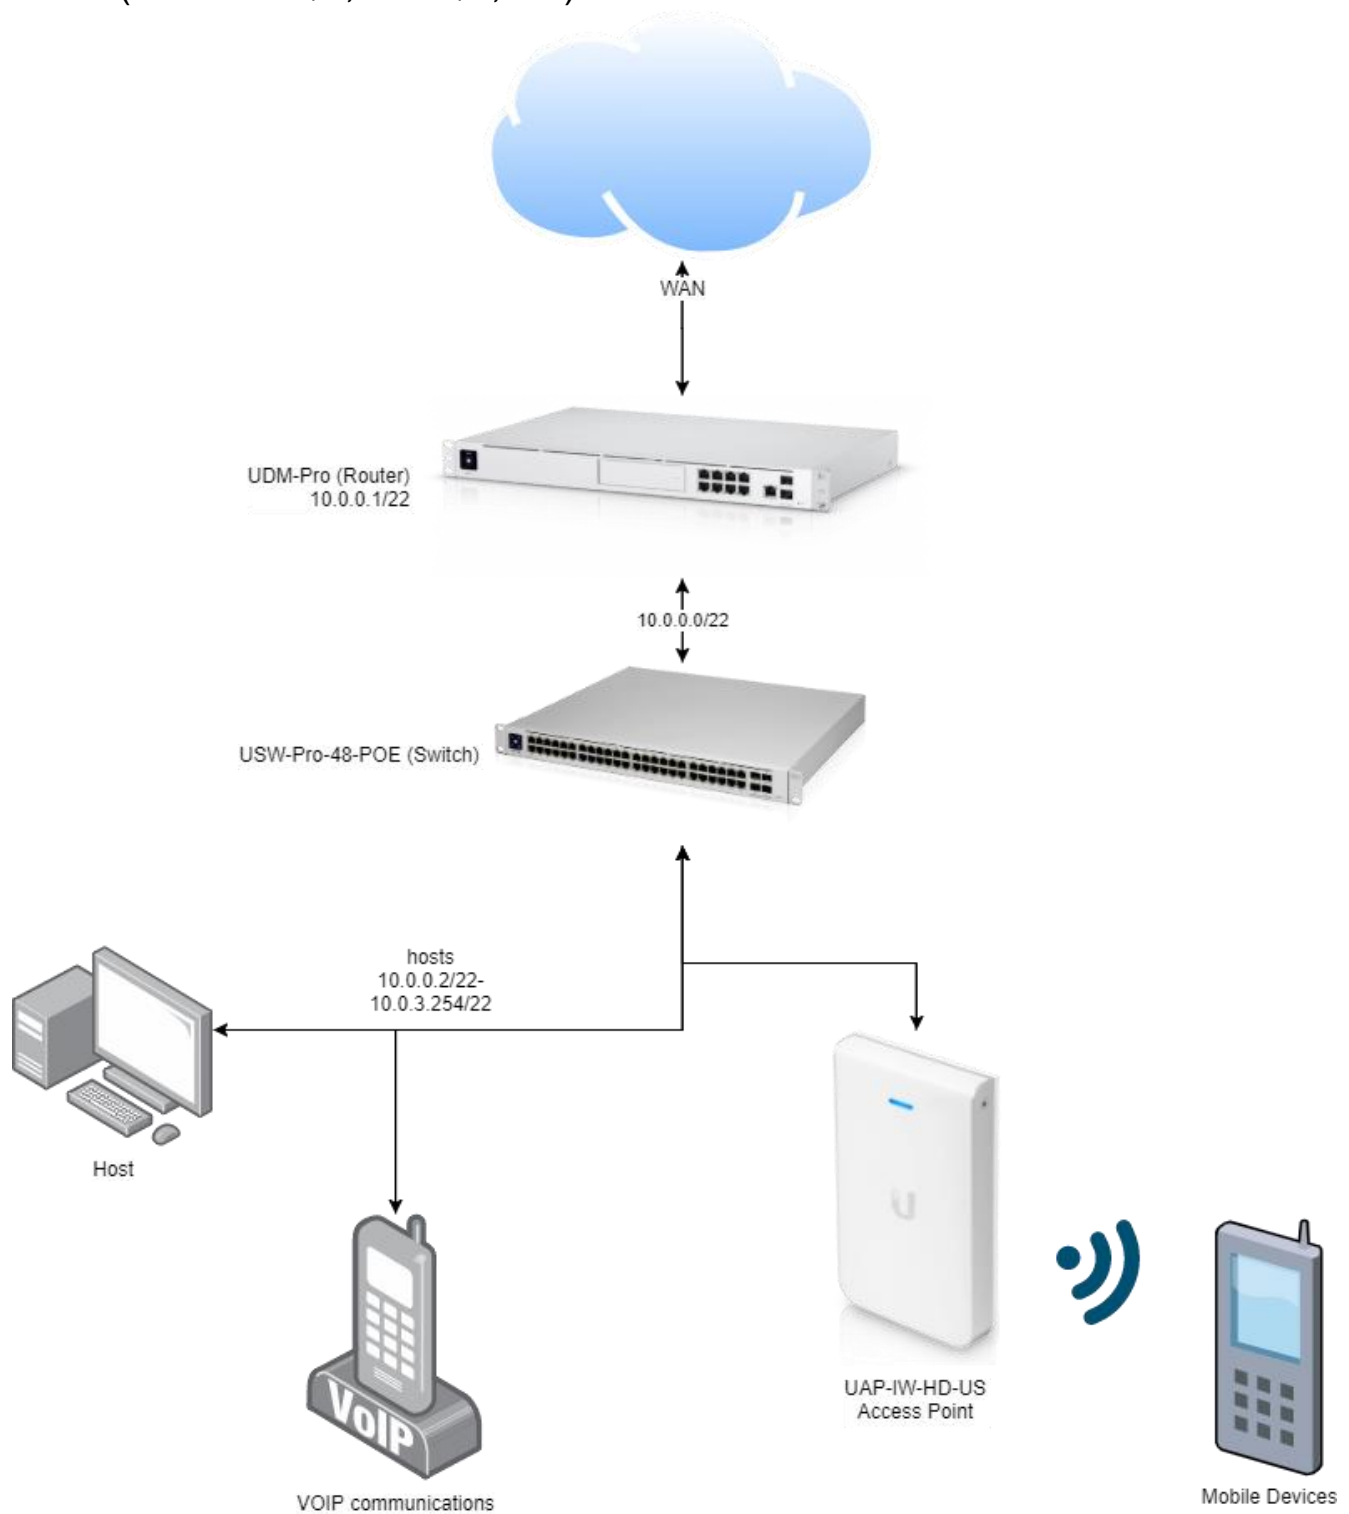 WAN
UDM-Pro (Router)
10.0.0.1/22
10.0.0.0/22
USW-Pro-48-POE (Switch)
hosts
10.0.0.2/22-
10.0.3.254/22
Host
VoIP
UAP-IW-HD-US
Access Point
VOIP communications
Mobile Devices